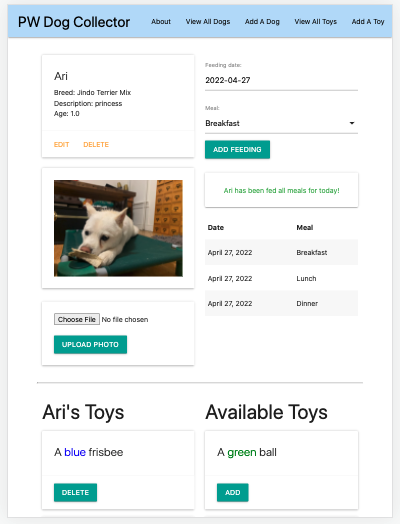 PW Dog Collector
About View All Dogs Add A Dog View All Toys Add A Toy
Ari
Breed: Jindo Terrier Mix
Description: princess
Age: 1.0
EDIT DELETE
Choose File No file chosen
UPLOAD PHOTO
Feeding date:
2022-04-27
Meal:
Breakfast
ADD FEEDING
Ari has been fed all meals for today!
Date Meal
April 27, 2022 Breakfast
April 27, 2022 Lunch
April 27, 2022 Dinner
Ari's Toys
A blue frisbee
DELETE
Available Toys
A green ball
ADD